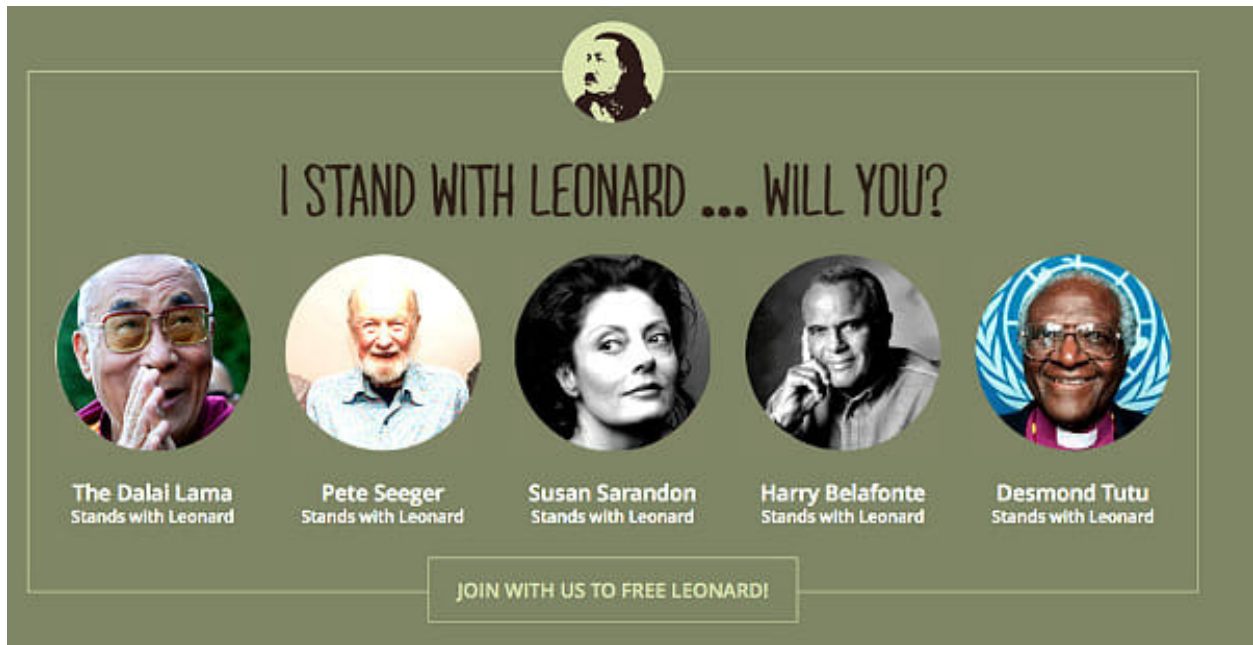 I STAND WITH LEONARD ... WILL YOU?
The Dalai Lama
Stands with Leonard
Pete Seeger
Stands with Leonard
Susan Sarandon
Stands with Leonard
Harry Belafonte
Stands with Leonard
Desmond Tutu
Stands with Leonard
JOIN WITH US TO FREE LEONARD!